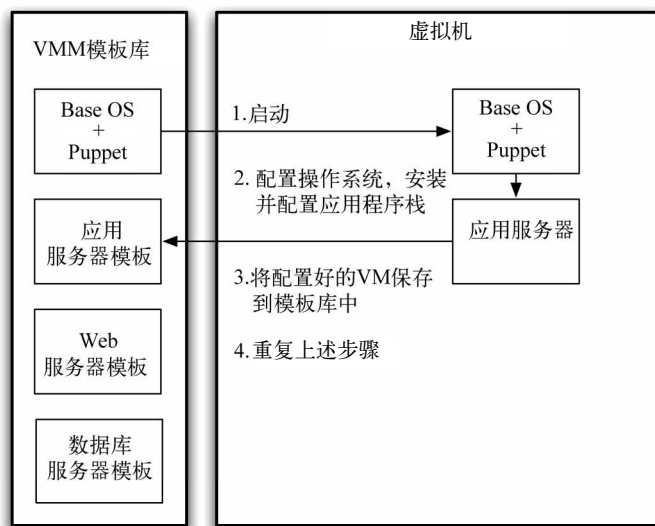 VMM模板库
Base OS
+
Puppet
应用
服务器模板
Web
服务器模板
数据库
服务器模板
虚拟机
1.启动
Base OS
+
Puppet
2. 配置操作系统，安装
并配置应用程序栈
应用服务器
3.将配置好的VM保存
到模板库中
4.重复上述步骤